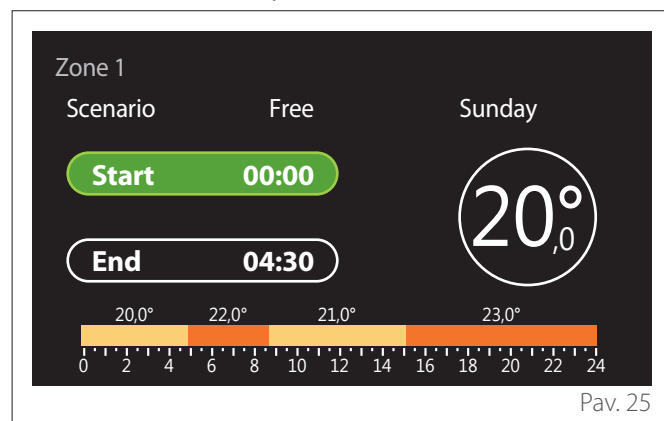 Zone 1
Scenario Free Sunday
Start 00:00
20°,0
End 04:30
20,0° 22,0° 21,0° 23,0°
0 2 4 6 8 10 12 14 16 18 20 22 24
Pav. 25